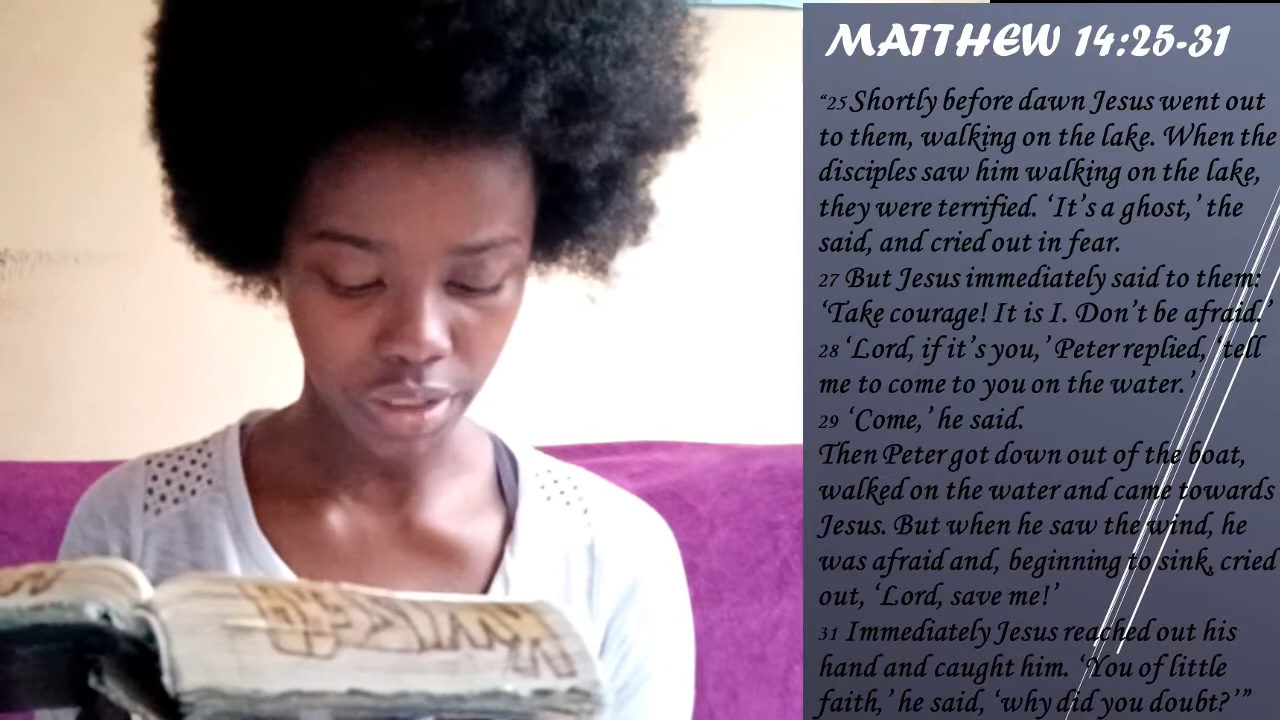 MATTHEW 14:25-31
“25 Shortly before dawn Jesus went out
to them, walking on the lake. When the
disciples saw him walking on the lake,
they were terrified. ‘It’s a ghost,’ the
said, and cried out in fear.
27 But Jesus immediately said to them:
‘Take courage! It is I. Don’t be afraid.’
28 ‘Lord, if it’s you,’ Peter replied, ‘tell
me to come to you on the water.’
29 ‘Come,’ he said.
Then Peter got down out of the boat,
walked on the water and came towards
Jesus. But when he saw the wind, he
was afraid and, beginning to sink, cried
out, ‘Lord, save me!’
31 Immediately Jesus reached out his
hand and caught him. ‘You of little
faith,’ he said, ‘why did you doubt?’”